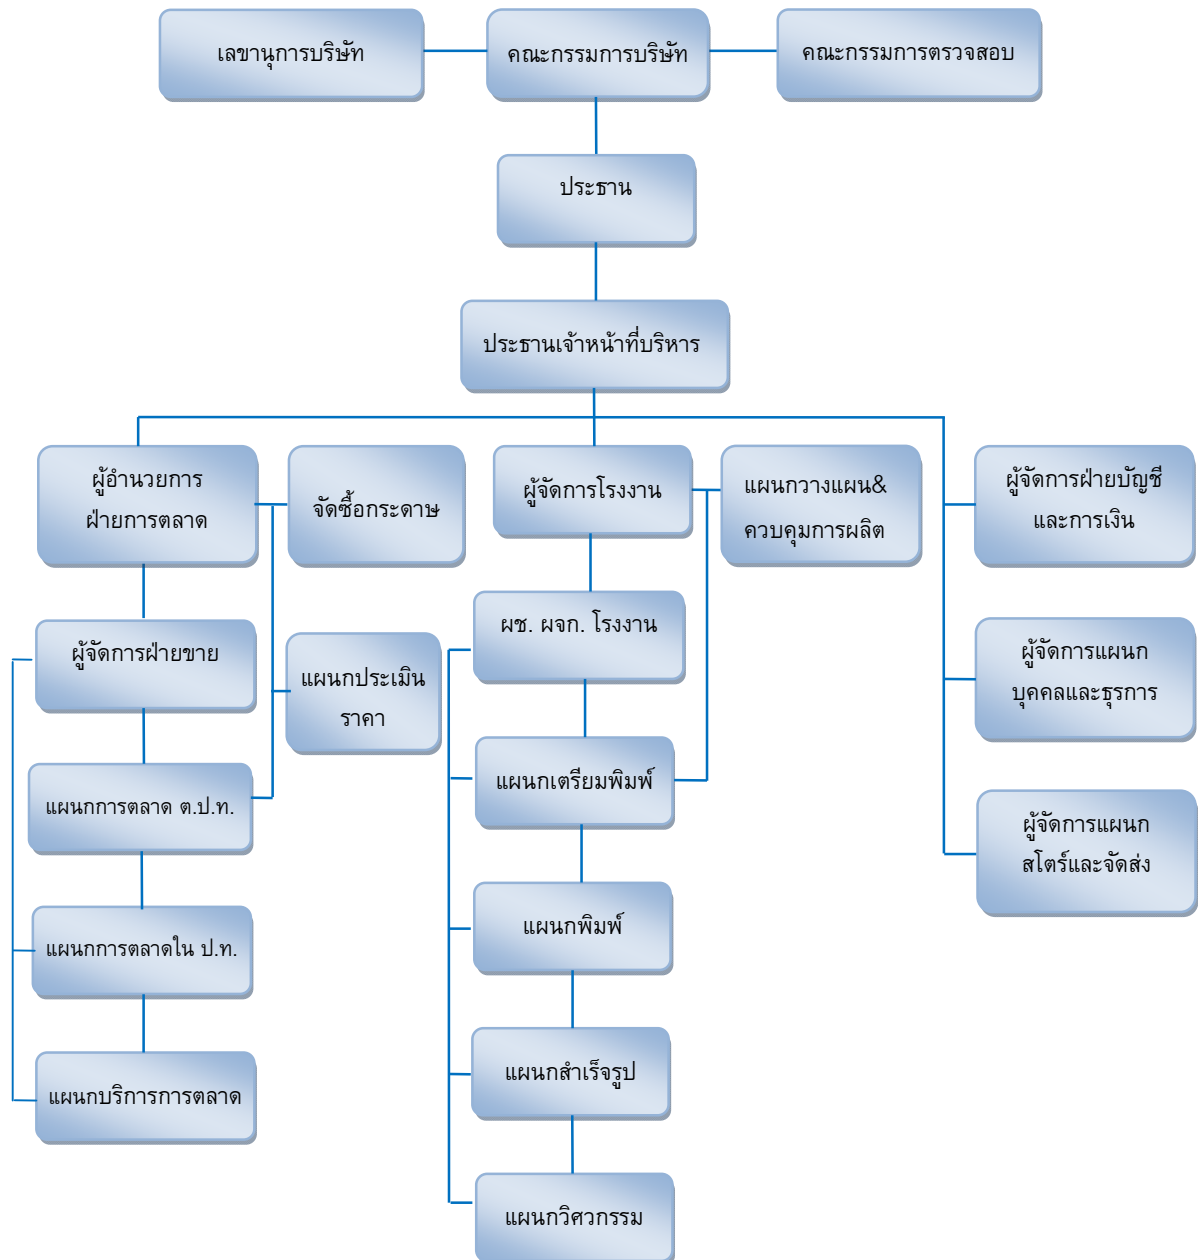 เลขานุการบริษัท
คณะกรรมการบริษัท
คณะกรรมการตรวจสอบ
ประธาน
ประธานเจ้าหน้าที่บริหาร
ผู้อำนวยการ
ฝ่ายการตลาด
จัดซื้อกระดาษ
ผู้จัดการโรงงาน
แผนกวางแผน&
ควบคุมการผลิต
ผู้จัดการฝ่ายบัญชี
และการเงิน
ผู้จัดการฝ่ายขาย
แผนกประเมิน
ราคา
ผช. ผจก. โรงงาน
ผู้จัดการแผนก
บุคคลและธุรการ
แผนกการตลาด ต.ป.ท.
แผนกเตรียมพิมพ์
ผู้จัดการแผนก
สโตร์และจัดส่ง
แผนกการตลาดใน ป.ท.
แผนกพิมพ์
แผนกบริการการตลาด
แผนกสำเร็จรูป
แผนกวิศวกรรม